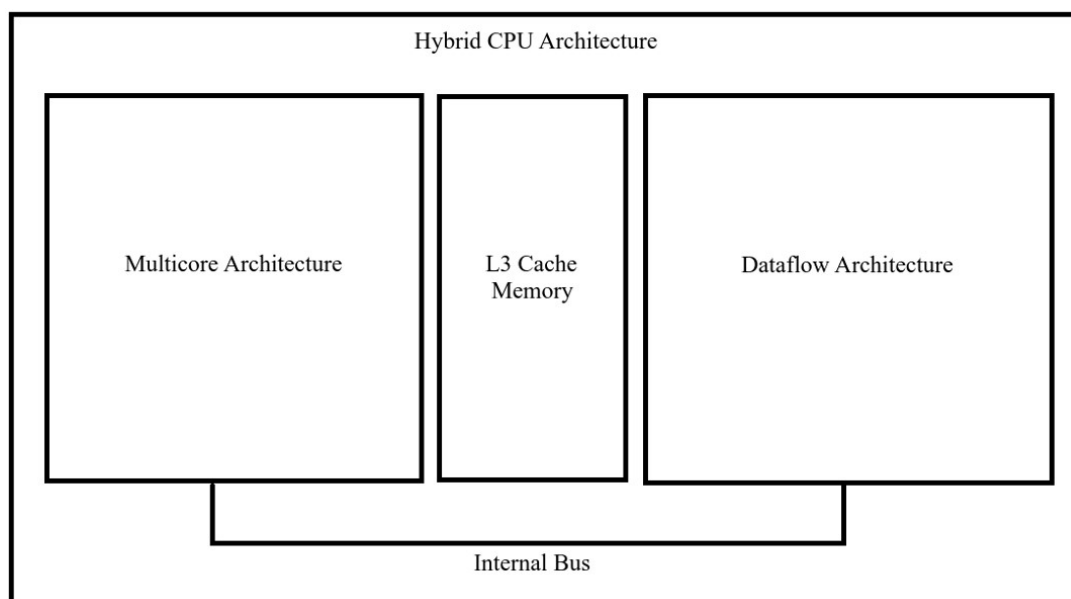 Hybrid CPU Architecture
Multicore Architecture
L3 Cache
Memory
Dataflow Architecture
Internal Bus